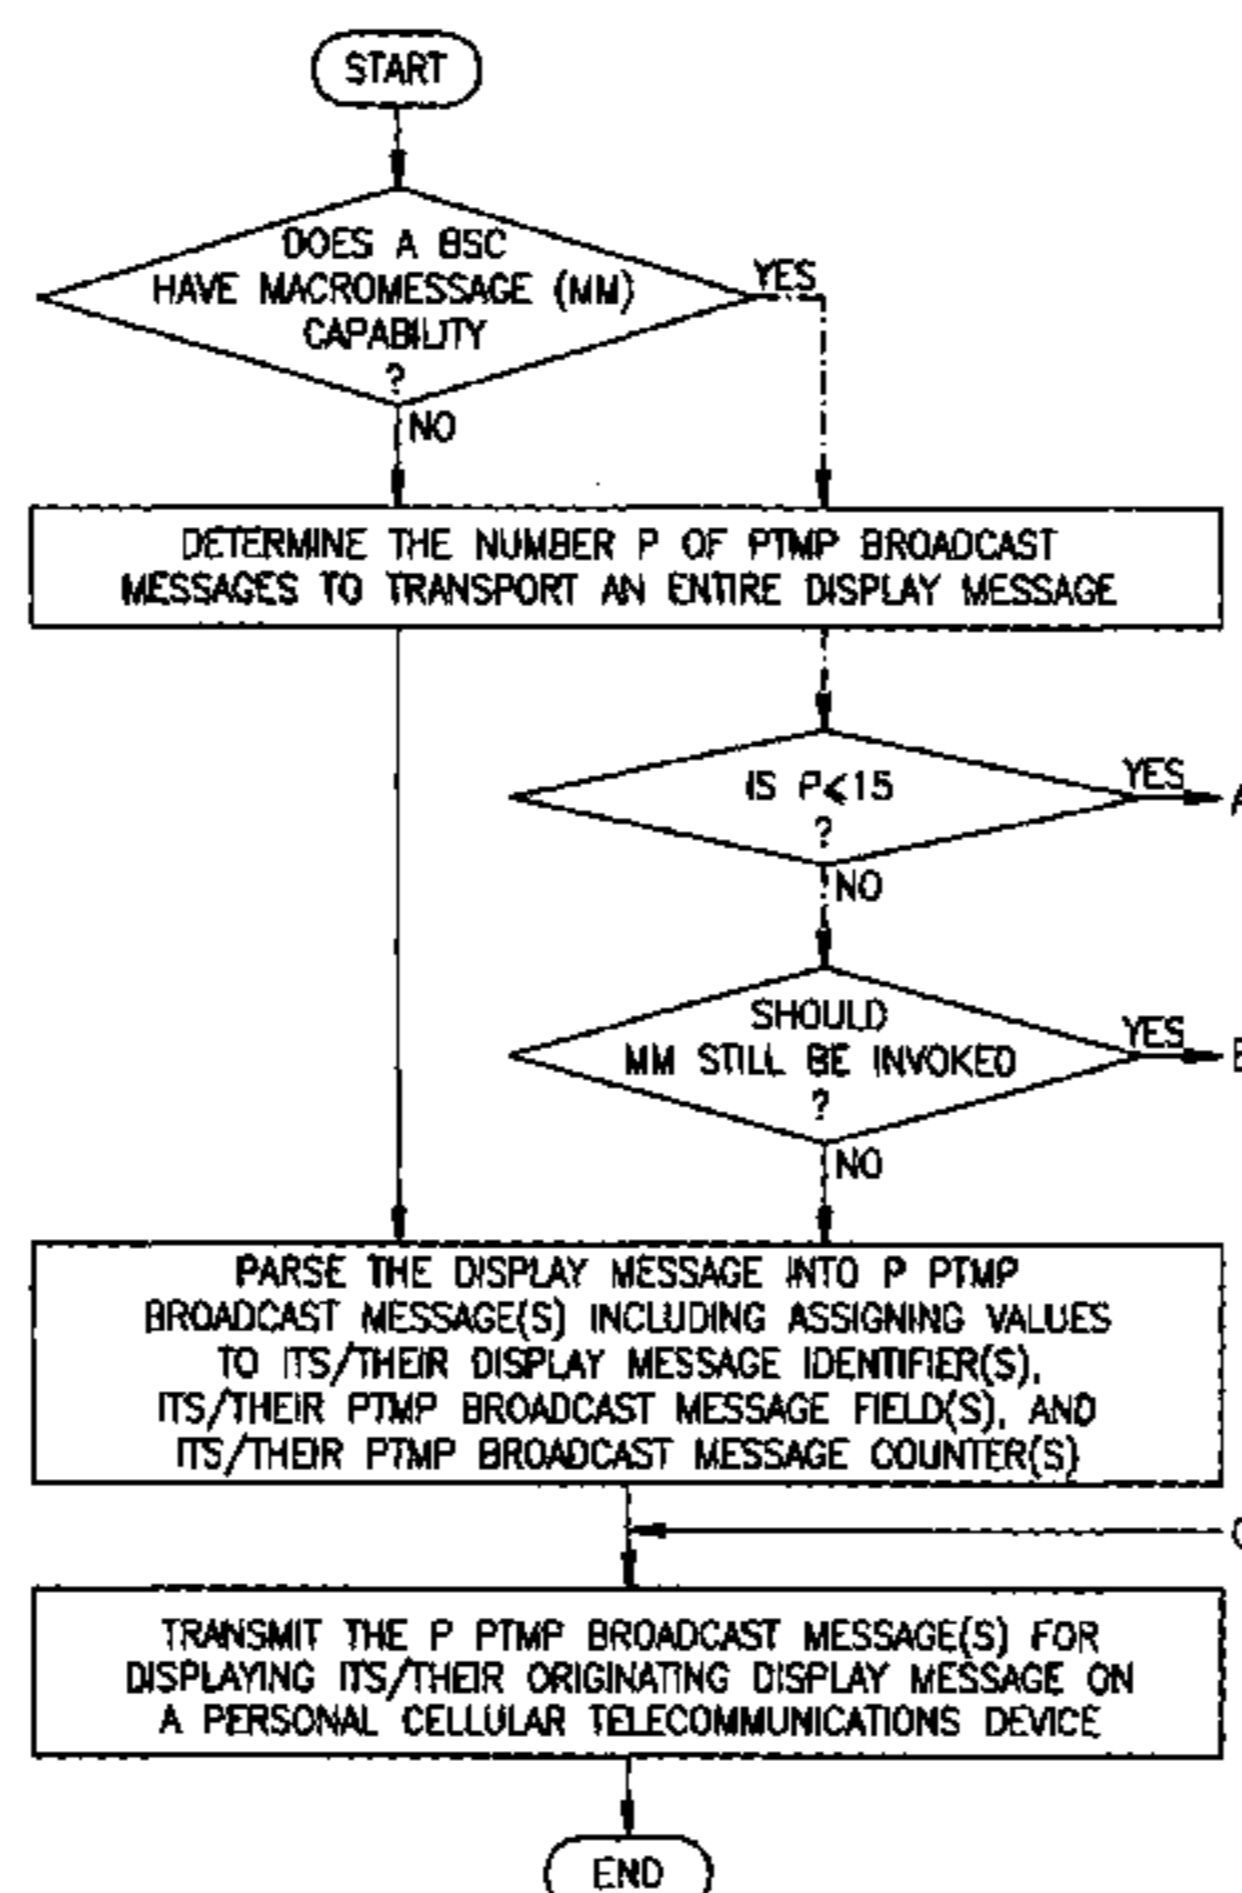 START
DOES A BSC
HAVE MACROMESSAGE (MM)
CAPABILITY
?
YES
NO
DETERMINE THE NUMBER P OF PTMP BROADCAST
MESSAGES TO TRANSPORT AN ENTIRE DISPLAY MESSAGE
IS P⩽15
?
YES
A
NO
SHOULD
MM STILL BE INVOKED
?
YES
NO
PARSE THE DISPLAY MESSAGE INTO P PTMP
BROADCAST MESSAGE(S) INCLUDING ASSIGNING VALUES
TO ITS/THEIR DISPLAY MESSAGE IDENTIFIER(S),
ITS/THEIR PTMP BROADCAST MESSAGE FIELD(S), AND
ITS/THEIR PTMP BROADCAST MESSAGE COUNTER(S)
TRANSMIT THE P PTMP BROADCAST MESSAGE(S) FOR
DISPLAYING ITS/THEIR ORIGINATING DISPLAY MESSAGE ON
A PERSONAL CELLULAR TELECOMMUNICATIONS DEVICE
END